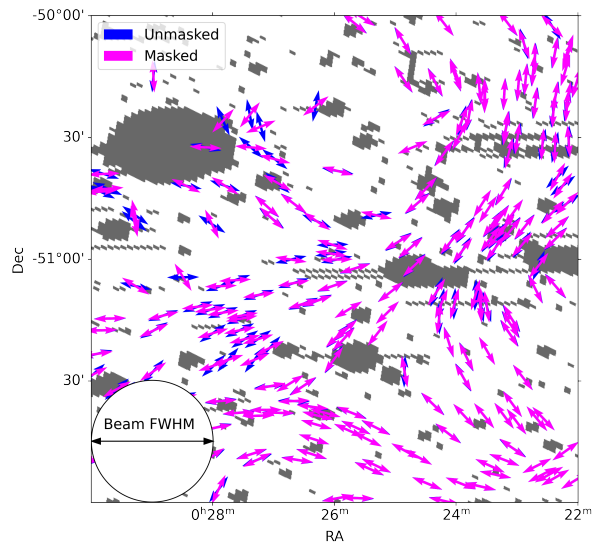 -50°00'
Unmasked
Masked
30'
-51°00'
30'
Dec
Beam FWHM
0ʰ28ᵐ 26ᵐ 24ᵐ 22ᵐ
RA